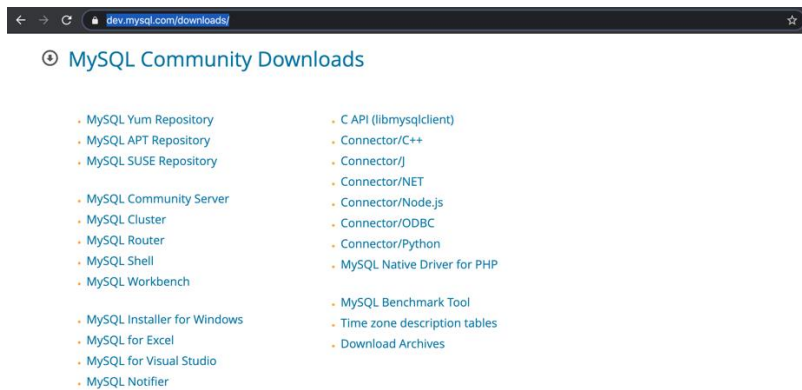 dev.mysql.com/downloads/
MySQL Community Downloads
MySQL Yum Repository
MySQL APT Repository
MySQL SUSE Repository
MySQL Community Server
MySQL Cluster
MySQL Router
MySQL Shell
MySQL Workbench
MySQL Installer for Windows
MySQL for Excel
MySQL for Visual Studio
MySQL Notifier
C API (libmysqlclient)
Connector/C++
Connector/J
Connector/NET
Connector/Node.js
Connector/ODBC
Connector/Python
MySQL Native Driver for PHP
MySQL Benchmark Tool
Time zone description tables
Download Archives